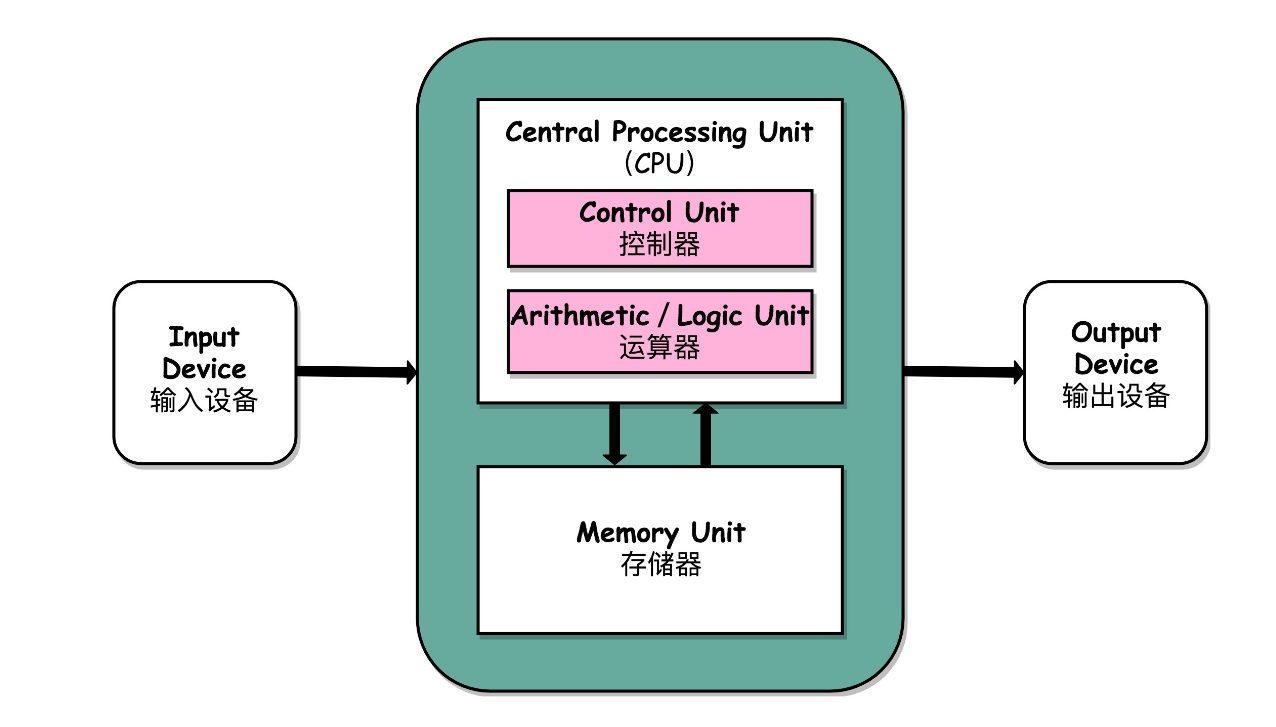 Central Processing Unit
（CPU）
Control Unit
控制器
Arithmetic / Logic Unit
运算器
Input
Device
输入设备
Output
Device
输出设备
Memory Unit
存储器